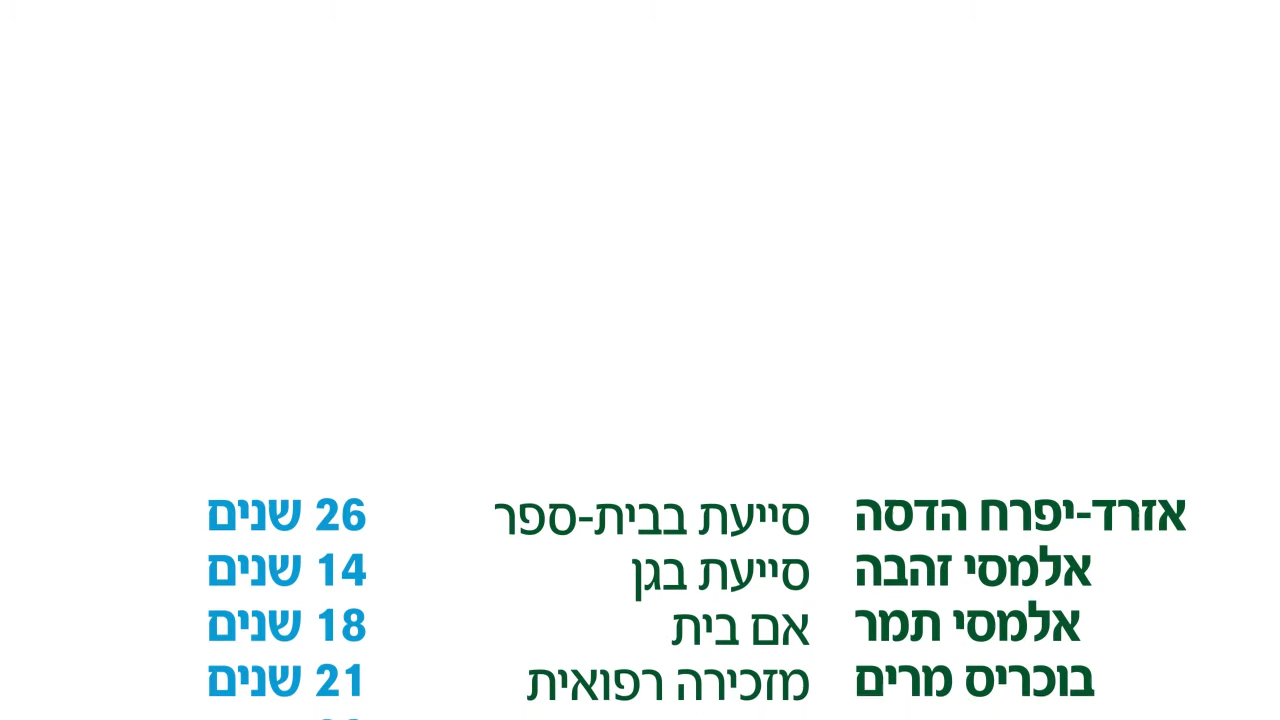 אזרד-יפרח הדסה סייעת בבית-ספר 26 שנים
אלמסי זהבה סייעת בגן 14 שנים
אלמסי תמר אם בית 18 שנים
בוכריס מרים מזכירה רפואית 21 שנים